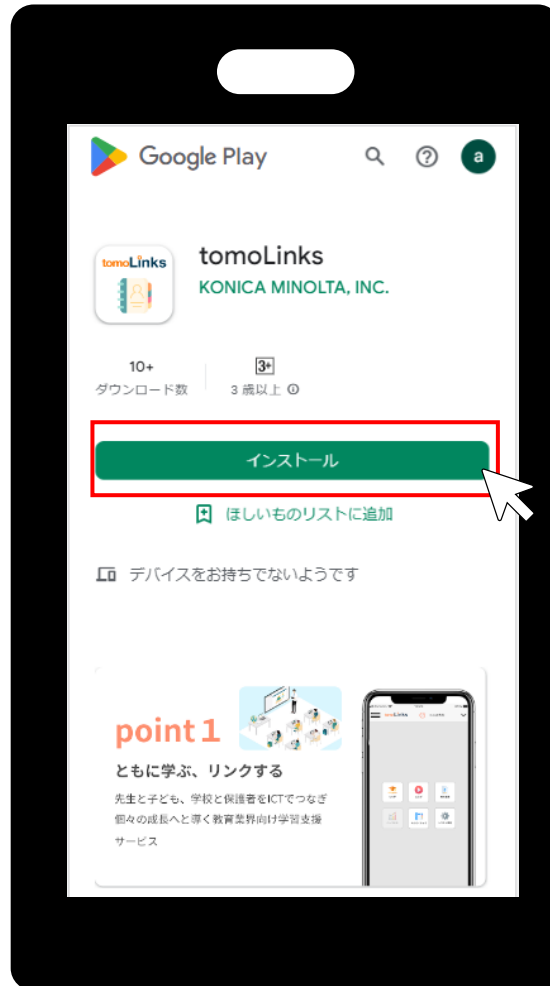 Google Play
a
tomoLinks
tomoLinks
KONICA MINOLTA, INC.
10+
3+
ダウンロード数
3 歳以上
インストール
ほしいものリストに追加
デバイスをお持ちでないようです
point 1
ともに学ぶ、リンクする
先生と子ども、学校と保護者をICTでつなぎ
個々の成長へと導く教育業界向け学習支援
サービス
tomoLinks